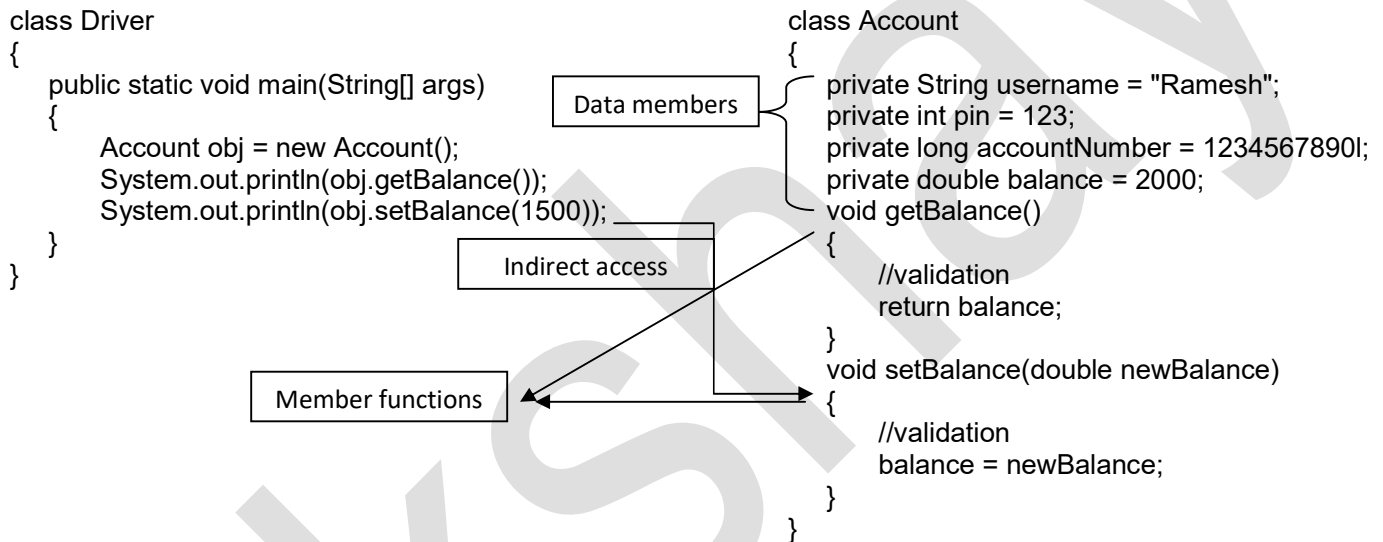 class Driver
{
public static void main(String[] args)
{
Account obj = new Account();
System.out.println(obj.getBalance());
System.out.println(obj.setBalance(1500));
}
}
Data members
Indirect access
Member functions
class Account
{
private String username = "Ramesh";
private int pin = 123;
private long accountNumber = 1234567890l;
private double balance = 2000;
void getBalance()
{
//validation
return balance;
}
void setBalance(double newBalance)
{
//validation
balance = newBalance;
}
}